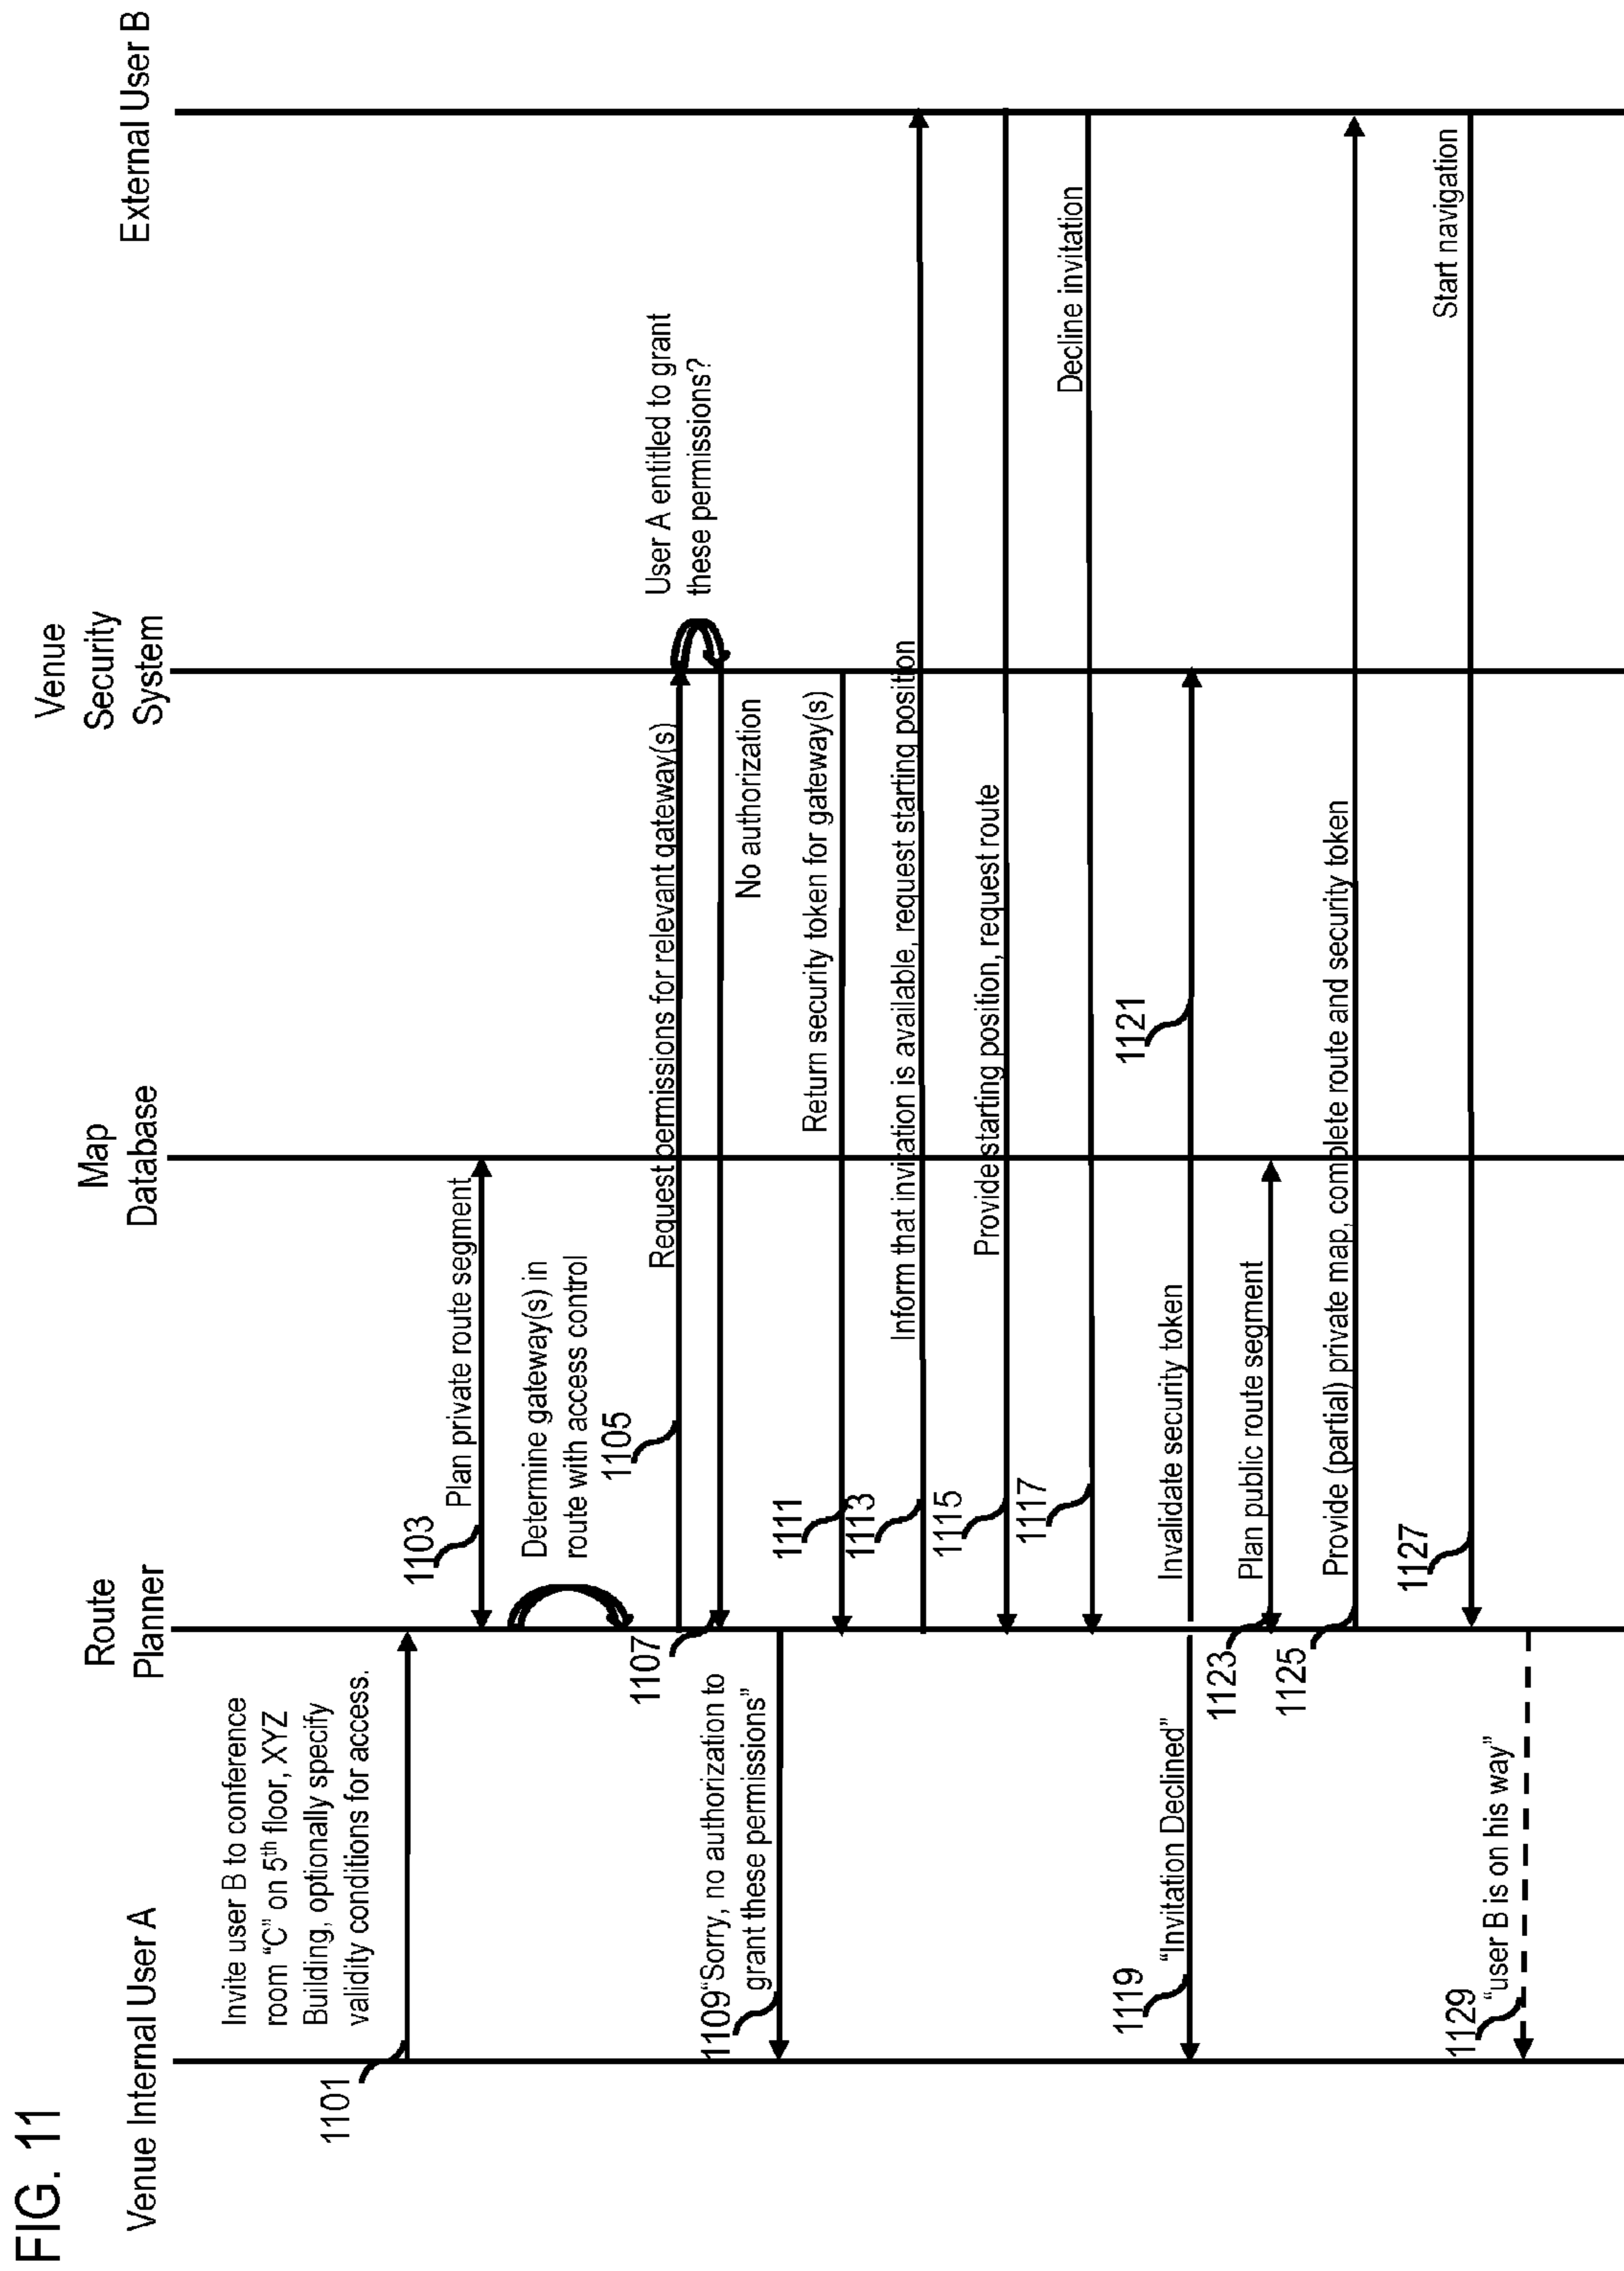 FIG. 11
Venue Internal User A
Route
Planner
Map
Database
Venue
Security
System
External User B
Invite user B to conference
room “C” on 5th floor, XYZ
Building, optionally specify
validity conditions for access.
1101
1103
Plan private route segment
Determine gateway(s) in
route with access control
1105
Request permissions for relevant gateway(s)
User A entitled to grant
these permissions?
1107
No authorization
1109
“Sorry, no authorization to
grant these permissions”
1111
Return security token for gateway(s)
1113
Inform that invitation is available, request starting position
1115
Provide starting position, request route
1117
Decline invitation
1119
“Invitation Declined”
Invalidate security token
1121
1123
Plan public route segment
1125
Provide (partial) private map, complete route and security token
1127
Start navigation
1129
“user B is on his way”